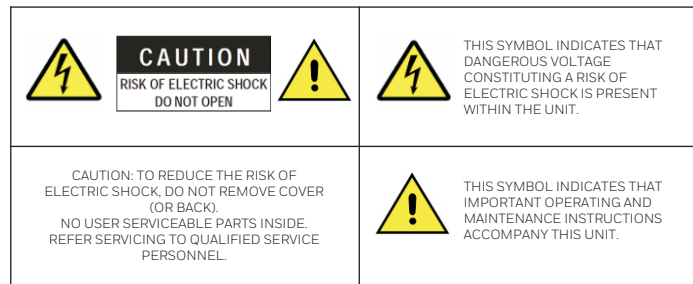 CAUTION
RISK OF ELECTRIC SHOCK
DO NOT OPEN
THIS SYMBOL INDICATES THAT
DANGEROUS VOLTAGE
CONSTITUTING A RISK OF
ELECTRIC SHOCK IS PRESENT
WITHIN THE UNIT.
CAUTION: TO REDUCE THE RISK OF
ELECTRIC SHOCK, DO NOT REMOVE COVER
(OR BACK).
NO USER SERVICEABLE PARTS INSIDE.
REFER SERVICING TO QUALIFIED SERVICE
PERSONNEL.
THIS SYMBOL INDICATES THAT
IMPORTANT OPERATING AND
MAINTENANCE INSTRUCTIONS
ACCOMPANY THIS UNIT.